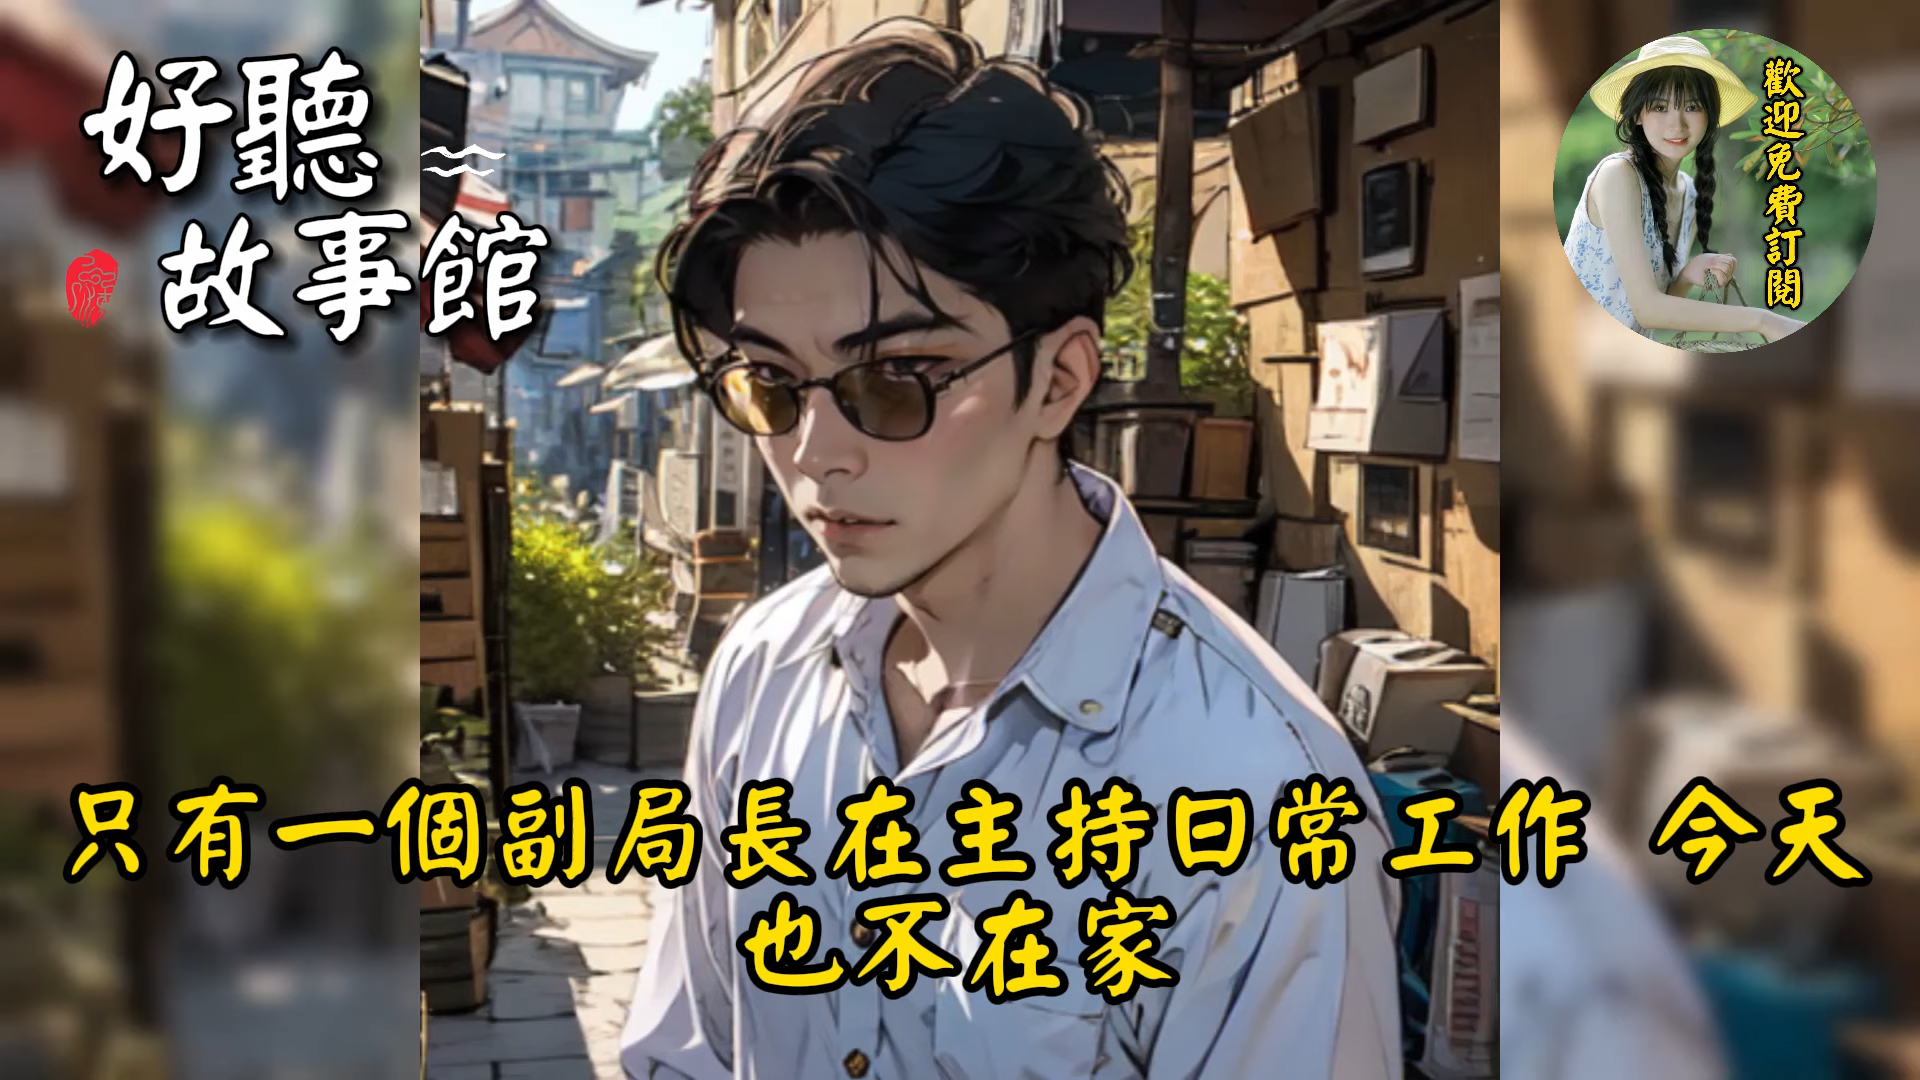 好聽
故事館
歡迎免費訂閱
只有一個副局長在主持日常工作 今天
也不在家